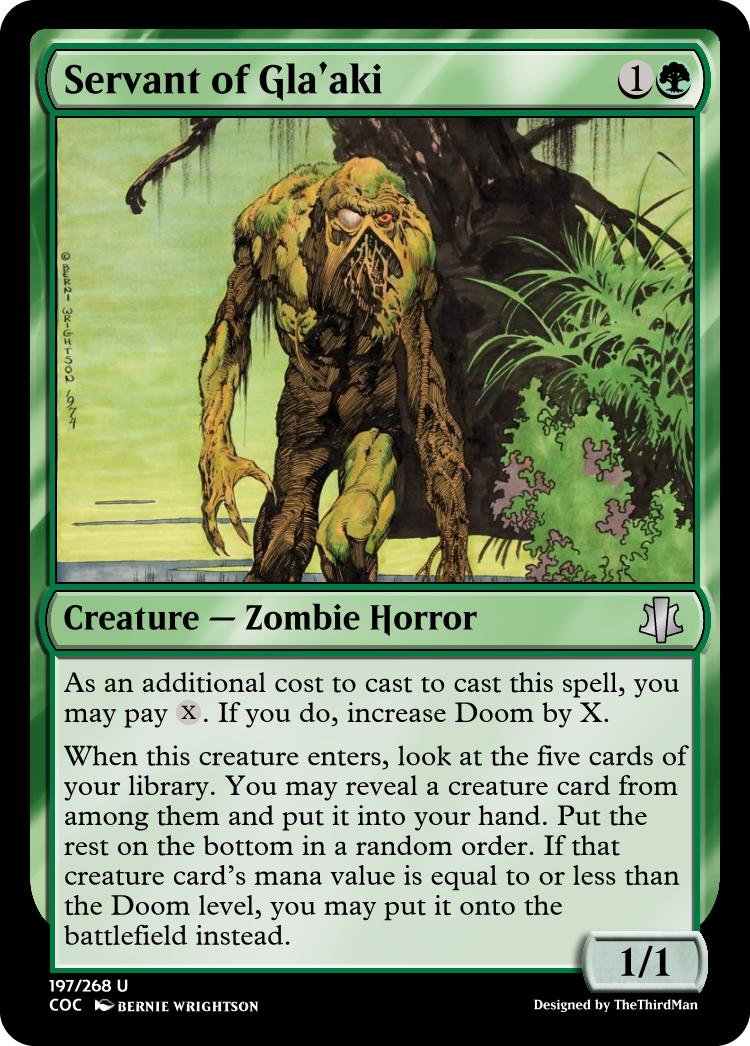 Servant of Gla'aki 1
© BERNI WRIGHTSON 1974
Creature — Zombie Horror
As an additional cost to cast to cast this spell, you
may pay X. If you do, increase Doom by X.
When this creature enters, look at the five cards of
your library. You may reveal a creature card from
among them and put it into your hand. Put the
rest on the bottom in a random order. If that
creature card's mana value is equal to or less than
the Doom level, you may put it onto the
battlefield instead.
1/1
197/268 U
COC BERNIE WRIGHTSON
Designed by TheThirdMan